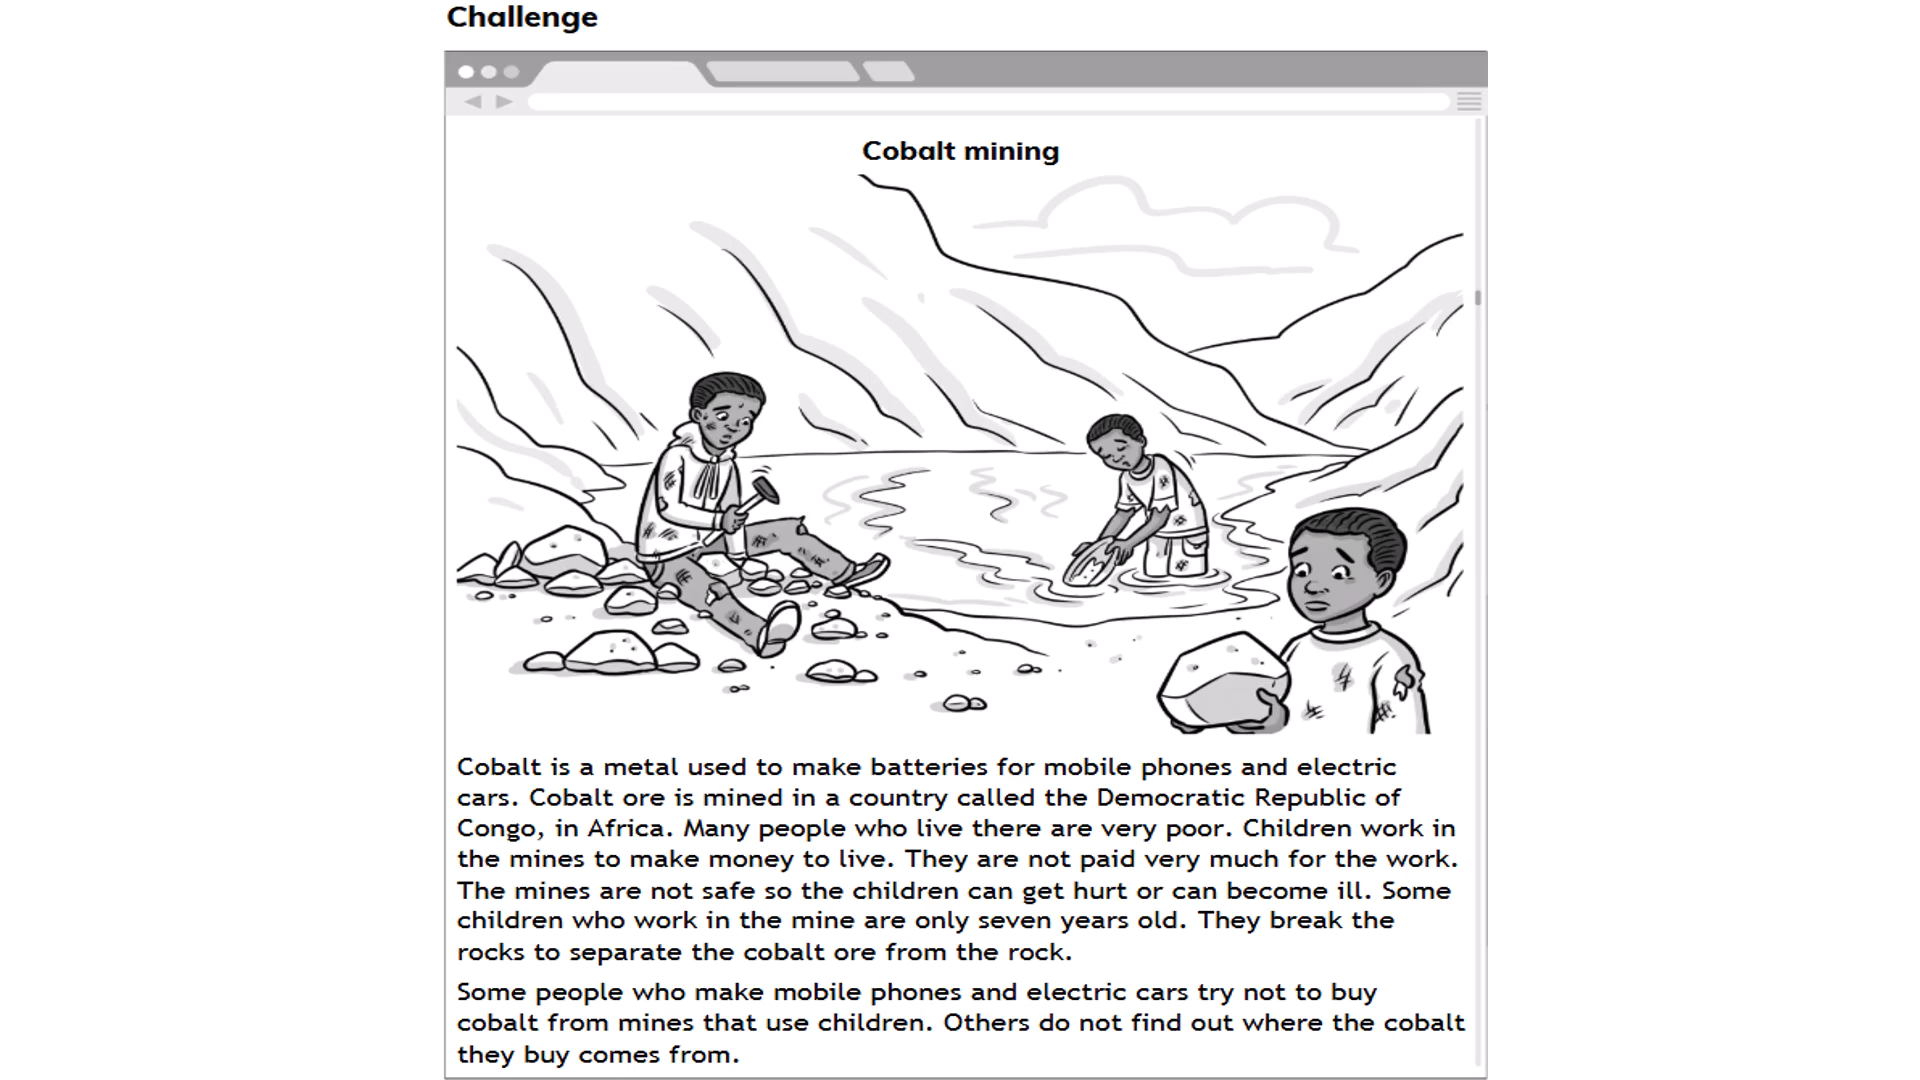 Challenge
Cobalt mining
Cobalt is a metal used to make batteries for mobile phones and electric
cars. Cobalt ore is mined in a country called the Democratic Republic of
Congo, in Africa. Many people who live there are very poor. Children work in
the mines to make money to live. They are not paid very much for the work.
The mines are not safe so the children can get hurt or can become ill. Some
children who work in the mine are only seven years old. They break the
rocks to separate the cobalt ore from the rock.
Some people who make mobile phones and electric cars try not to buy
cobalt from mines that use children. Others do not find out where the cobalt
they buy comes from.